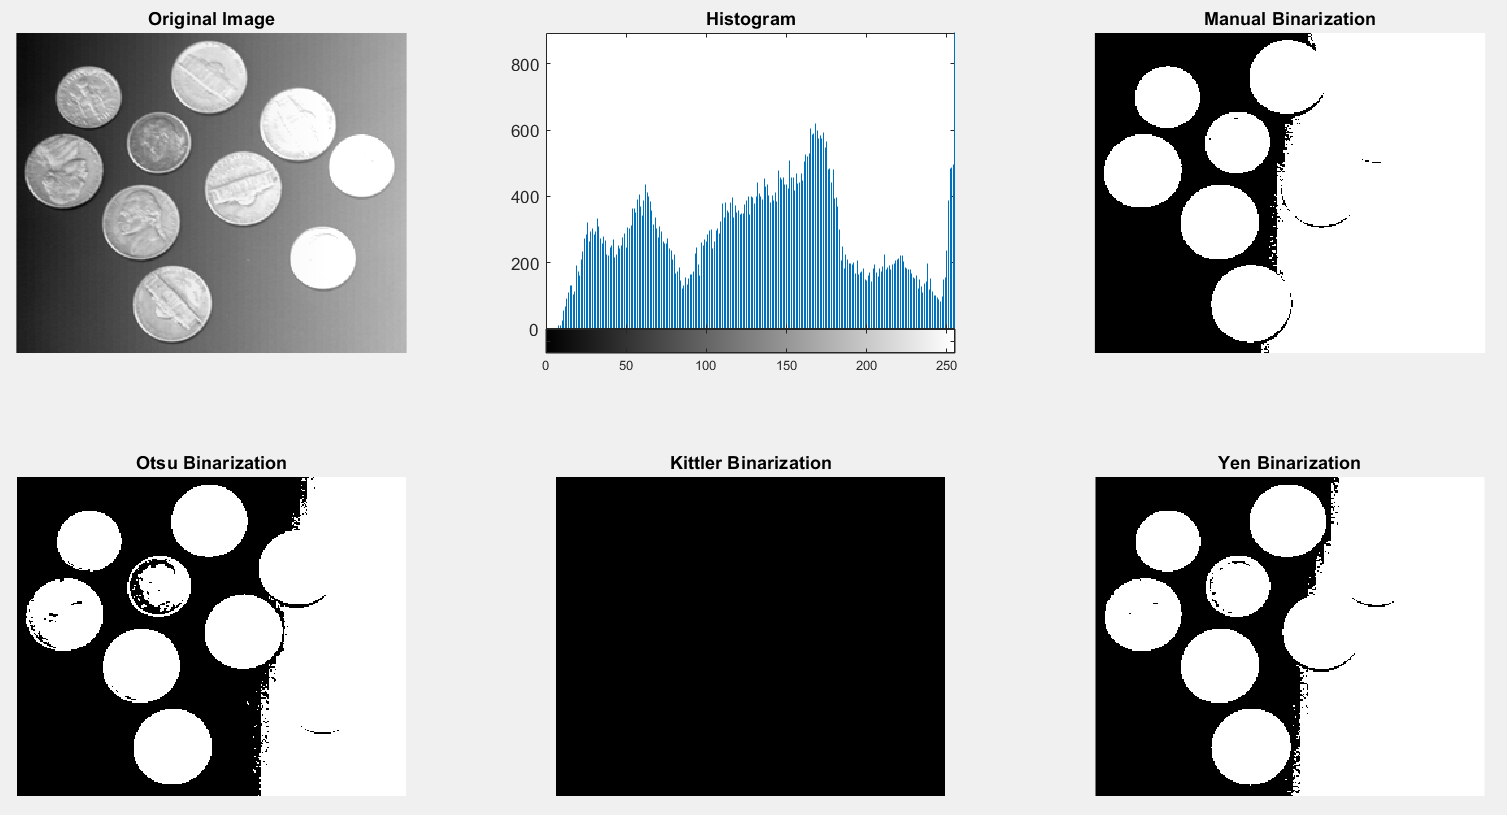 Original Image
Histogram
Manual Binarization
800
600
400
200
0
0 50 100 150 200 250
Otsu Binarization
Kittler Binarization
Yen Binarization